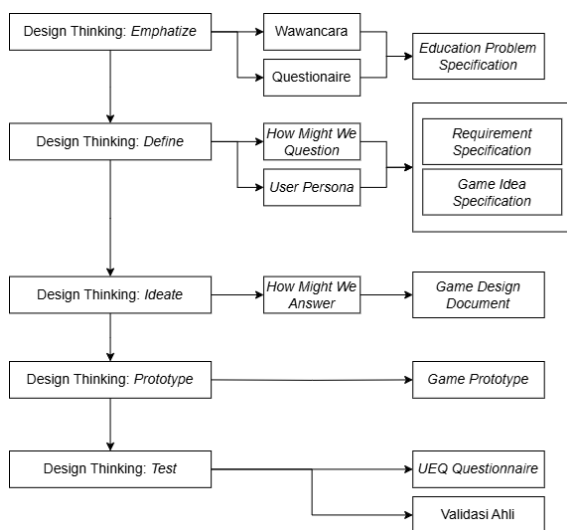 Design Thinking: Emphatize
Wawancara
Questionaire
Education Problem
Specification
Design Thinking: Define
How Might We
Question
User Persona
Requirement
Specification
Game Idea
Specification
Design Thinking: Ideate
How Might We
Answer
Game Design
Document
Design Thinking: Prototype
Game Prototype
Design Thinking: Test
UEQ Questionnaire
Validasi Ahli